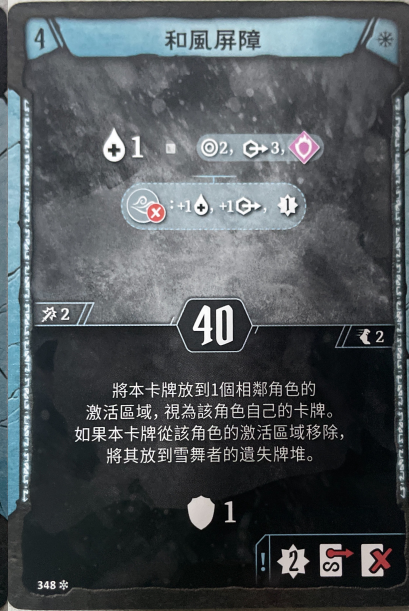 4 和風屏障
1 2, 3,
: +1, +1, 1
2
40
2
將本卡牌放到1個相鄰角色的
激活區域，視為該角色自己的卡牌。
如果本卡牌從該角色的激活區域移除，
將其放到雪舞者的遺失牌堆。
1
! 2 S
348